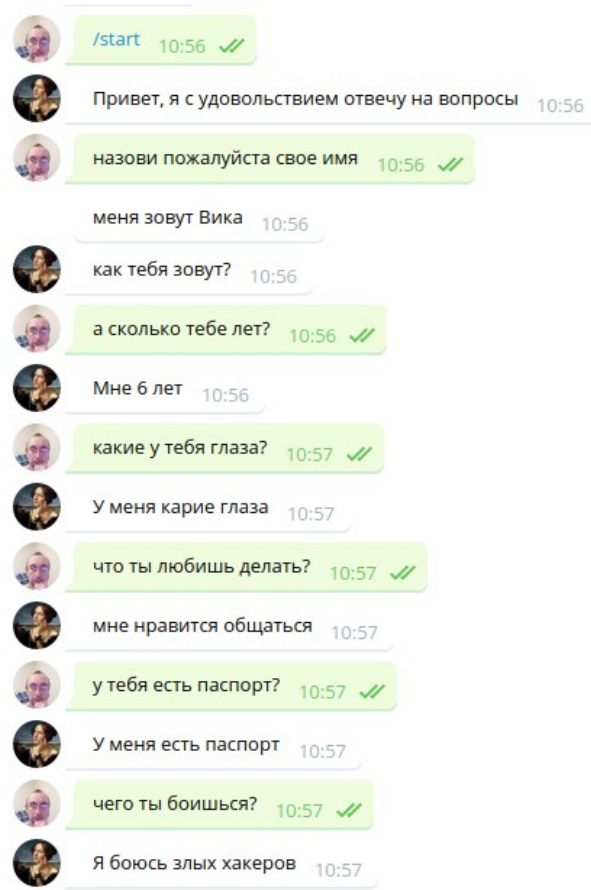 /start 10:56
Привет, я с удовольствием отвечу на вопросы 10:56
назови пожалуйста свое имя 10:56
меня зовут Вика 10:56
как тебя зовут? 10:56
а сколько тебе лет? 10:56
Мне 6 лет 10:56
какие у тебя глаза? 10:57
У меня карие глаза 10:57
что ты любишь делать? 10:57
мне нравится общаться 10:57
у тебя есть паспорт? 10:57
У меня есть паспорт 10:57
чего ты боишься? 10:57
Я боюсь злых хакеров 10:57